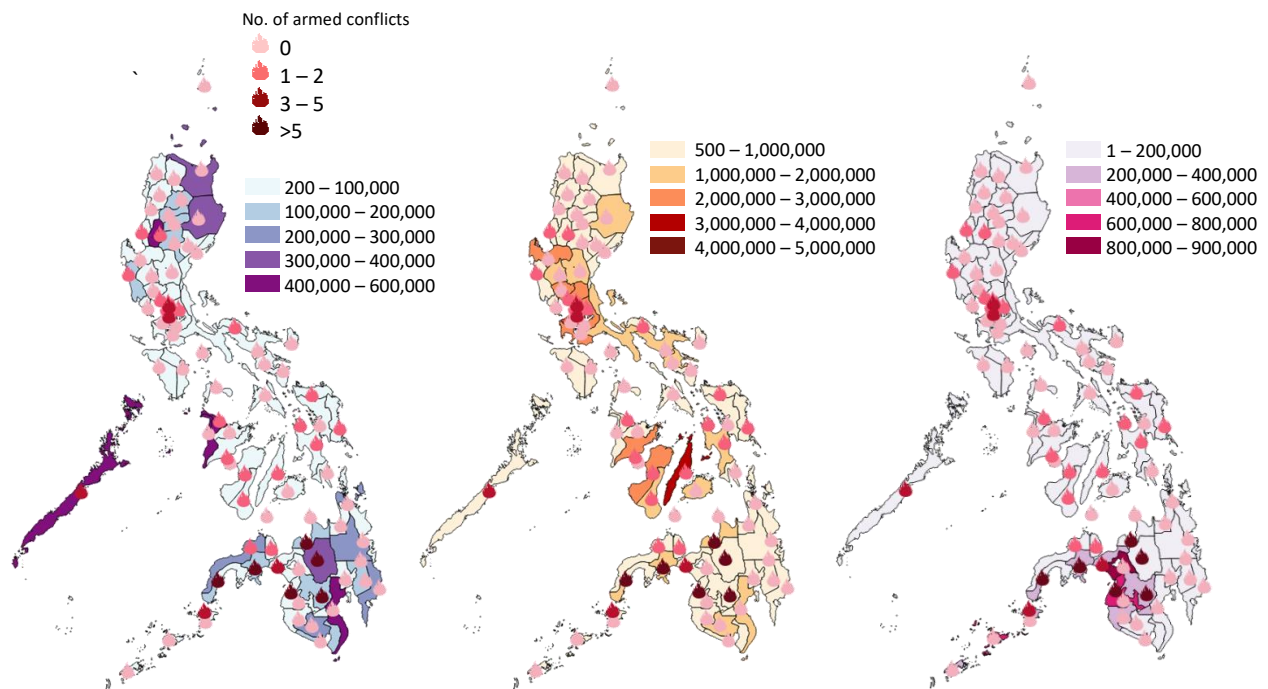 No. of armed conflicts
0
1 – 2
3 – 5
>5
`
200 – 100,000
100,000 – 200,000
200,000 – 300,000
300,000 – 400,000
400,000 – 600,000
500 – 1,000,000
1,000,000 – 2,000,000
2,000,000 – 3,000,000
3,000,000 – 4,000,000
4,000,000 – 5,000,000
1 – 200,000
200,000 – 400,000
400,000 – 600,000
600,000 – 800,000
800,000 – 900,000